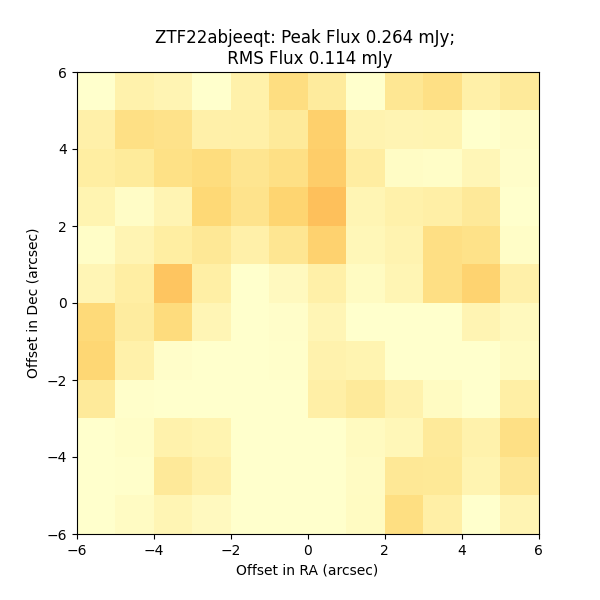 ZTF22abjeeqt: Peak Flux 0.264 mJy;
RMS Flux 0.114 mJy
6
4
2
0
−2
−4
−6
Offset in Dec (arcsec)
−6 −4 −2 0 2 4 6
Offset in RA (arcsec)